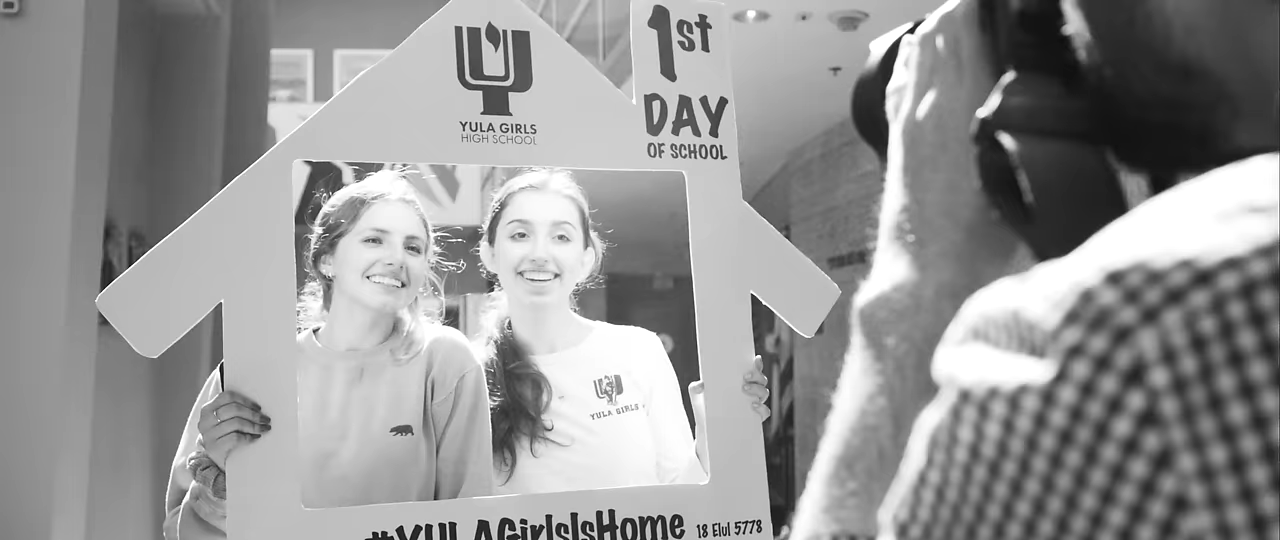 YULA GIRLS
HIGH SCHOOL
1st
DAY
OF SCHOOL
YULA GIRLS
#YULAGirlsIsHome
18 Elul 5778